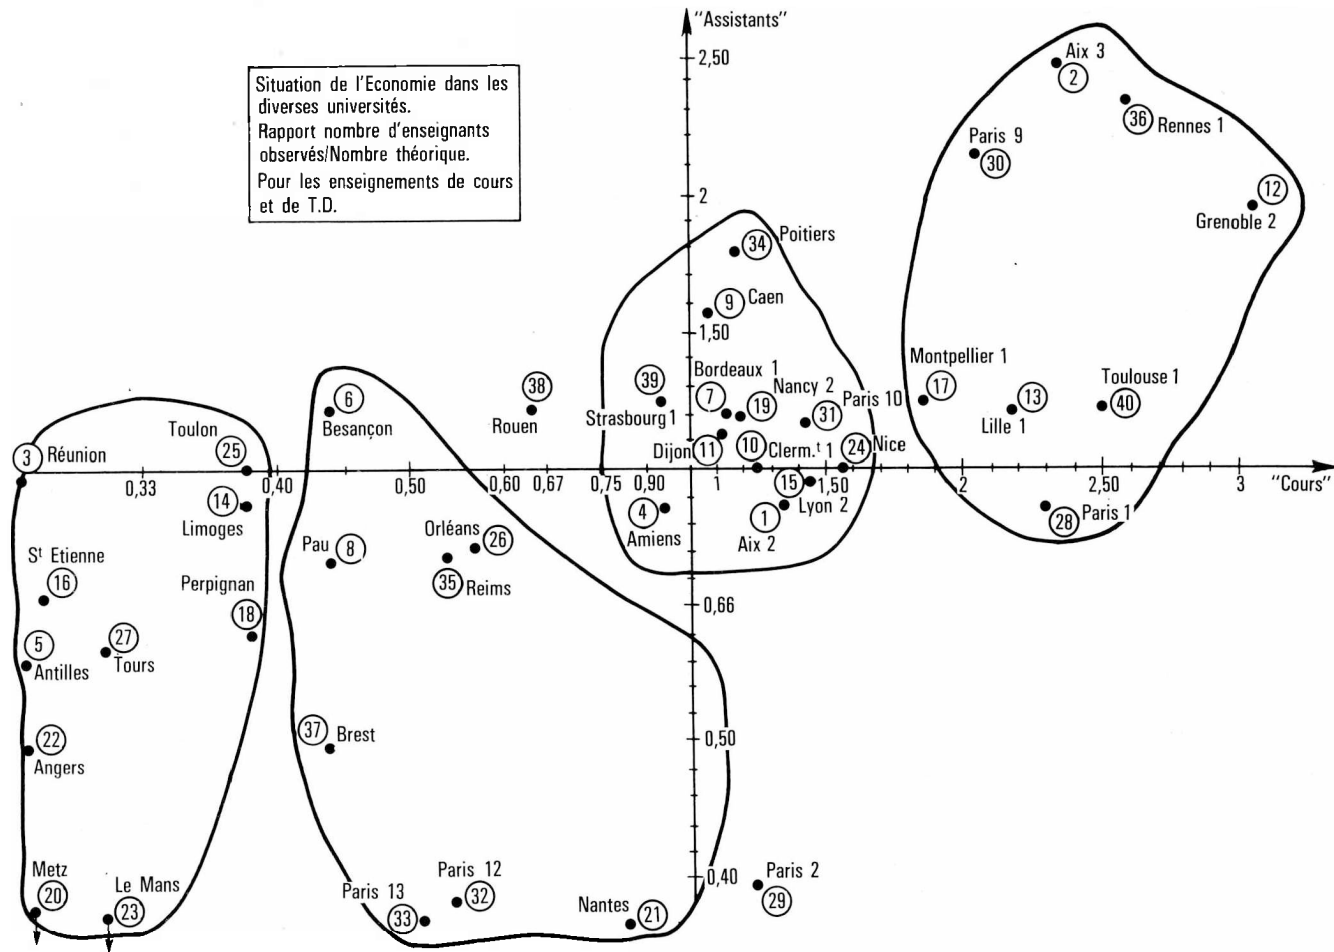 "Assistants"
Situation de l'Economie dans les
diverses universités.
Rapport nombre d'enseignants
observés/Nombre théorique.
Pour les enseignements de cours
et de T.D.
2,50
Aix 3
2
36
Rennes 1
Paris 9
30
2
12
Grenoble 2
34
Poitiers
9
Caen
1,50
Montpellier 1
17
13
Lille 1
Toulouse 1
40
38
Rouen
39
Strasbourg 1
Bordeaux 1
7
Nancy 2
19
31
Paris 10
Dijon
11
10
Clerm.t 1
24
Nice
6
Besançon
Toulon
25
3
Réunion
0,33
0,40
0,50
0,60
0,67
0,75
0,90
1
1,50
2
2,50
3
"Cours"
15
Lyon 2
14
Limoges
4
Amiens
1
Aix 2
28
Paris 1
Pau
8
Orléans
26
35
Reims
St Etienne
16
Perpignan
18
0,66
5
Antilles
27
Tours
37
Brest
22
Angers
0,50
Metz
20
Le Mans
23
Paris 13
33
Paris 12
32
Nantes
21
0,40
Paris 2
29